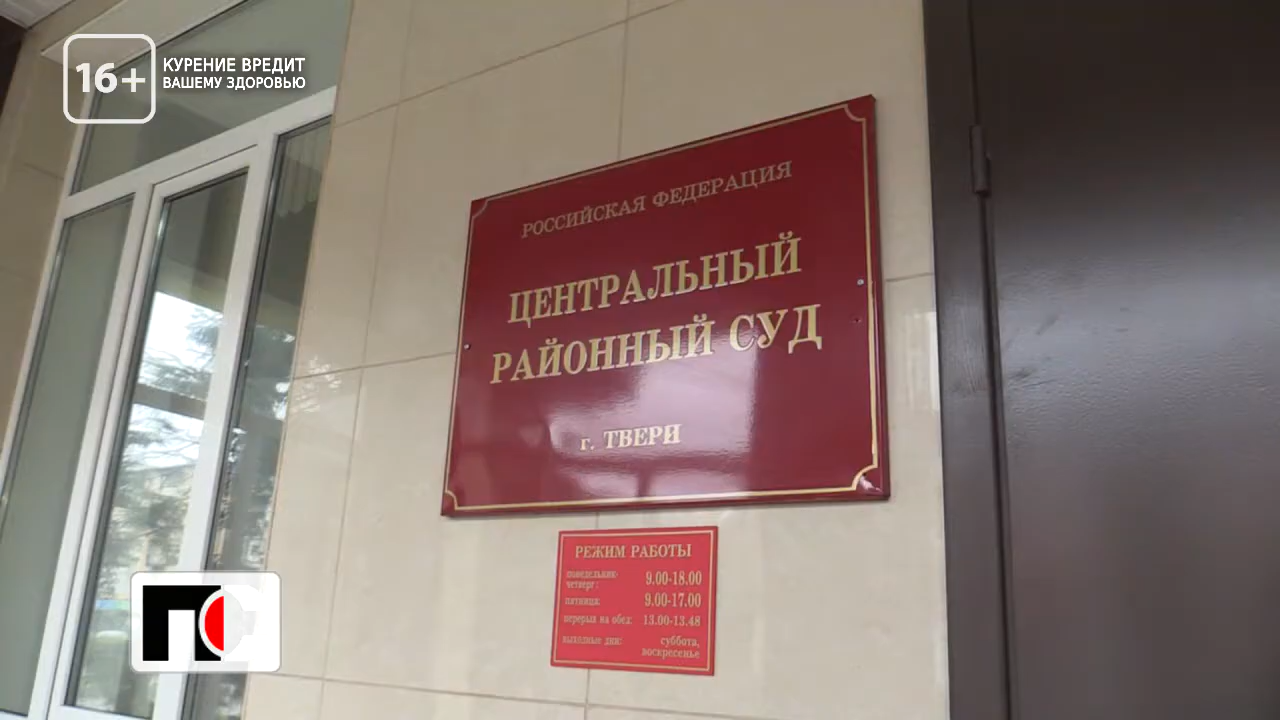 16+
КУРЕНИЕ ВРЕДИТ
ВАШЕМУ ЗДОРОВЬЮ
РОССИЙСКАЯ ФЕДЕРАЦИЯ
ЦЕНТРАЛЬНЫЙ
РАЙОННЫЙ СУД
г. ТВЕРИ
РЕЖИМ РАБОТЫ
понедельник-
четверг: 9.00-18.00
пятница: 9.00-17.00
перерыв на обед: 13.00-13.48
выходные дни: суббота,
воскресенье
ПС